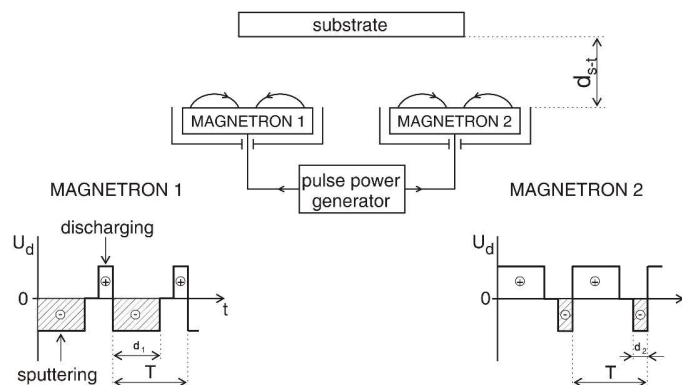 substrate
d_s-t
MAGNETRON 1
MAGNETRON 2
pulse power
generator
MAGNETRON 1
MAGNETRON 2
discharging
U_d
U_d
+
+
+
+
0
t
0
-
-
-
-
d_1
d_2
sputtering
T
T